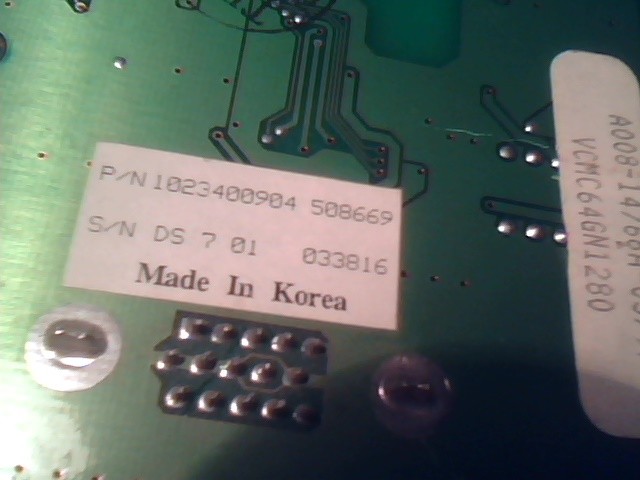 P/N 1023400904 508669
S/N DS 7 01 033816
Made In Korea
VCMC64GN1280